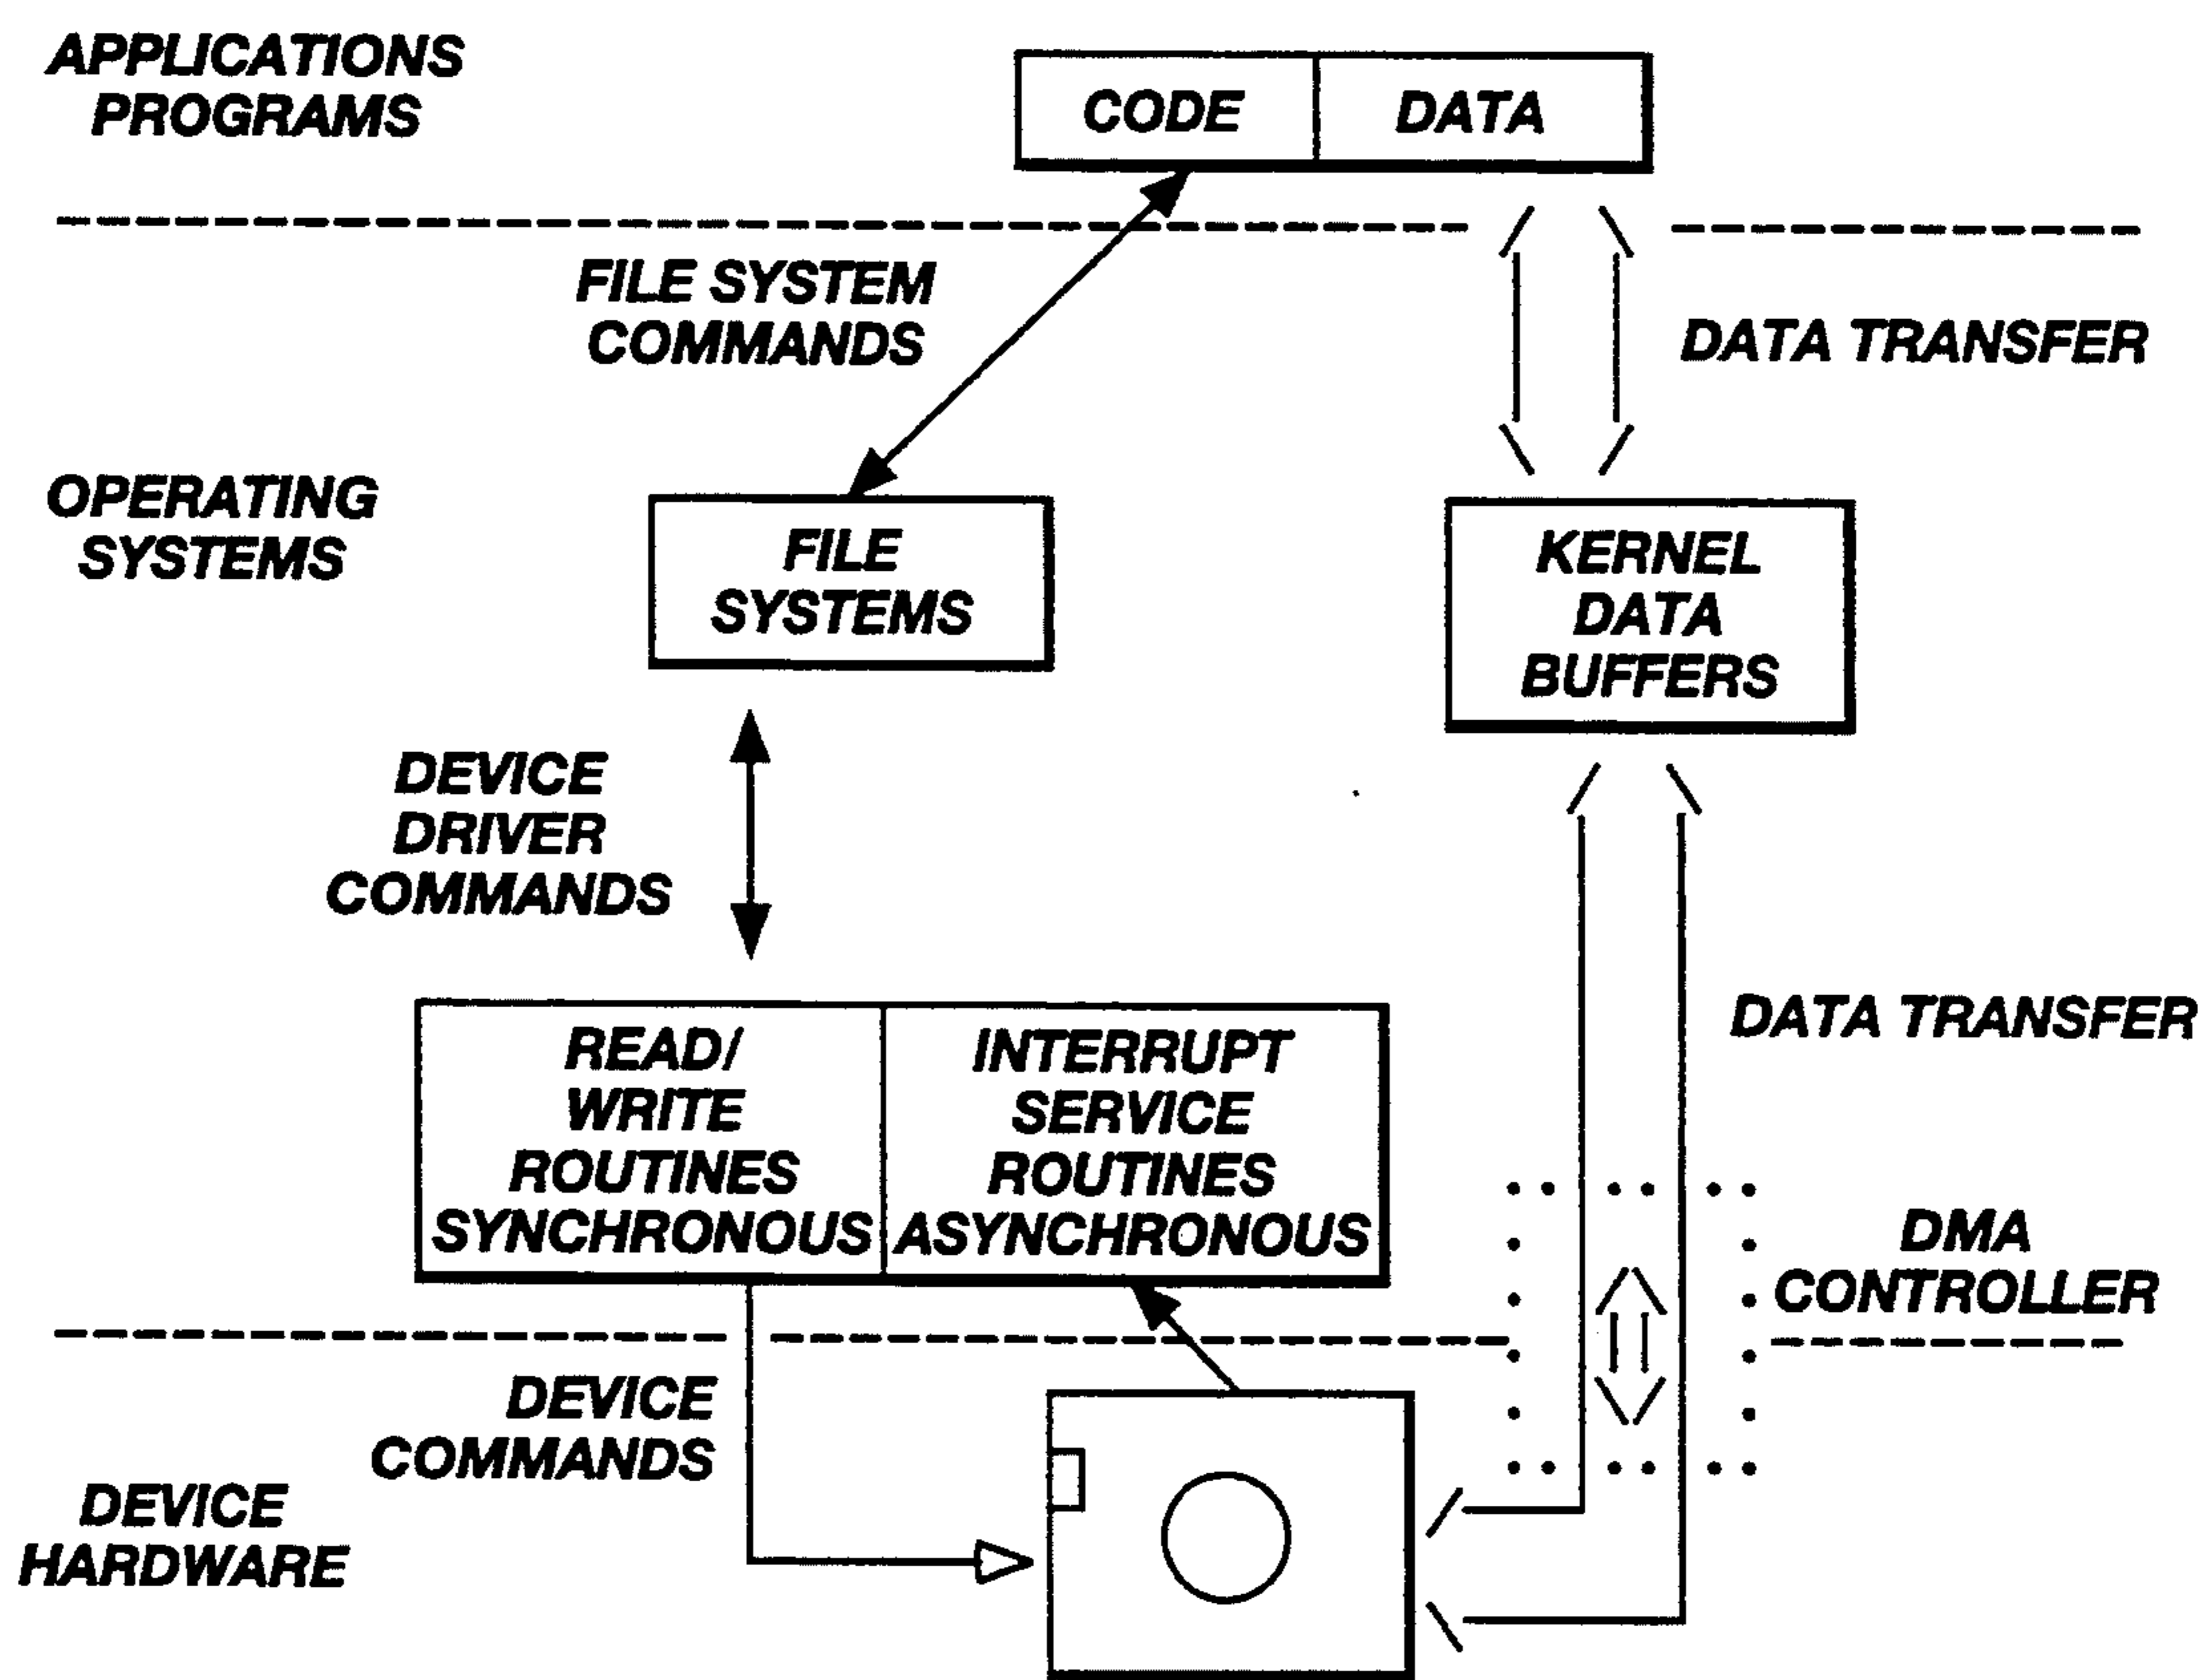 APPLICATIONS
PROGRAMS
CODE
DATA
FILE SYSTEM
COMMANDS
DATA TRANSFER
OPERATING
SYSTEMS
FILE
SYSTEMS
KERNEL
DATA
BUFFERS
DEVICE
DRIVER
COMMANDS
READ/
WRITE
ROUTINES
SYNCHRONOUS
INTERRUPT
SERVICE
ROUTINES
ASYNCHRONOUS
DATA TRANSFER
DMA
CONTROLLER
DEVICE
COMMANDS
DEVICE
HARDWARE